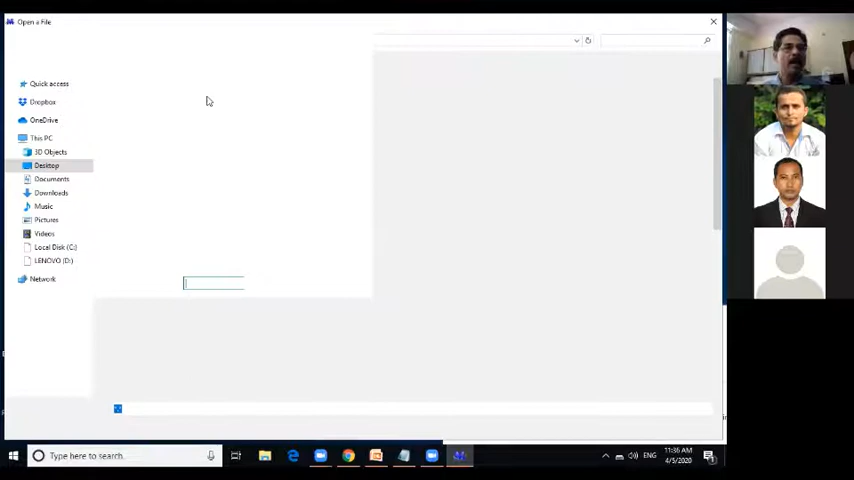 Open a File
Quick access
Dropbox
OneDrive
This PC
3D Objects
Desktop
Documents
Downloads
Music
Pictures
Videos
Local Disk (C:)
LENOVO (D:)
Network
Type here to search
ENG
11:36 AM
4/5/2020